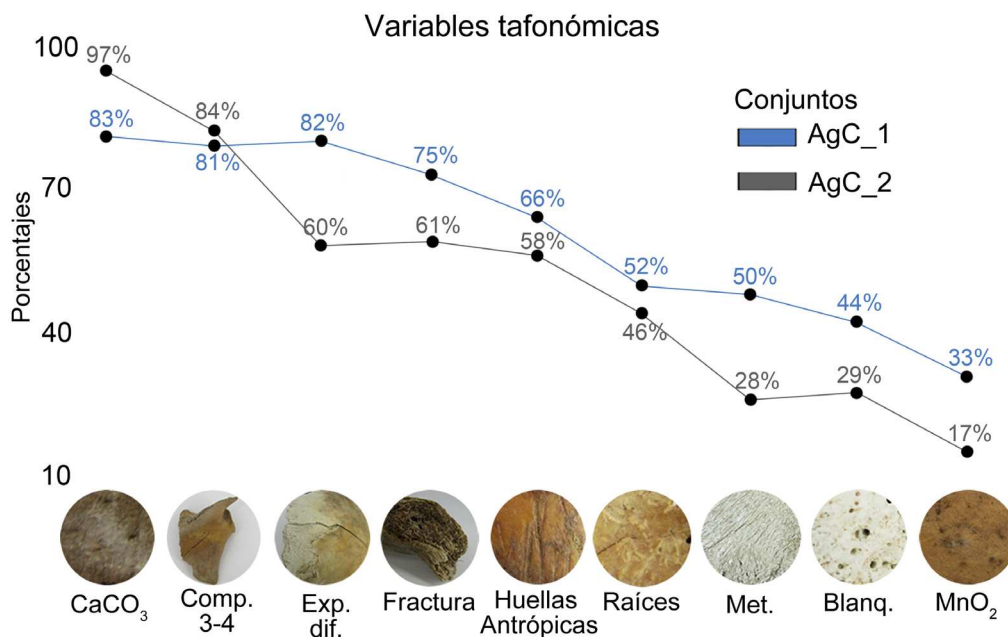 Variables tafonómicas
Porcentajes
100
70
40
10
Conjuntos
AgC_1
AgC_2
97%
83%
84%
81%
82%
60%
75%
61%
66%
58%
52%
46%
50%
28%
44%
29%
33%
17%
CaCO₃
Comp.
3-4
Exp.
dif.
Fractura
Huellas
Antrópicas
Raíces
Met.
Blanq.
MnO₂